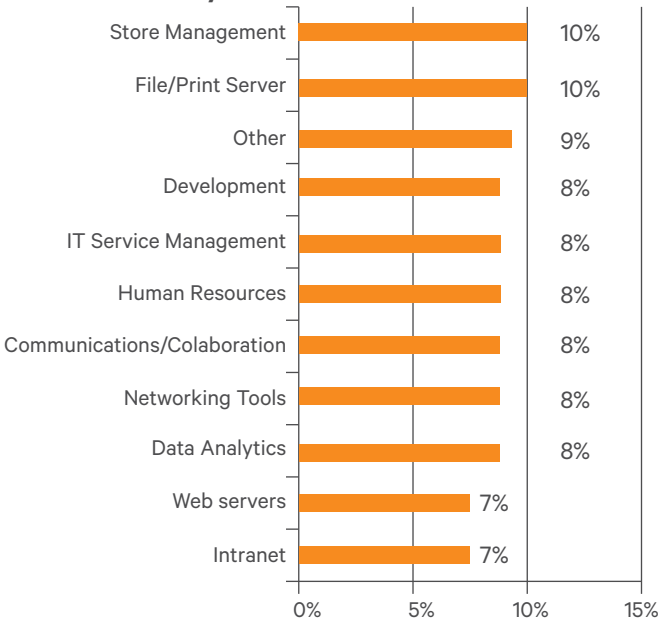 Store Management 10%
File/Print Server 10%
Other 9%
Development 8%
IT Service Management 8%
Human Resources 8%
Communications/Colaboration 8%
Networking Tools 8%
Data Analytics 8%
Web servers 7%
Intranet 7%
0% 5% 10% 15%